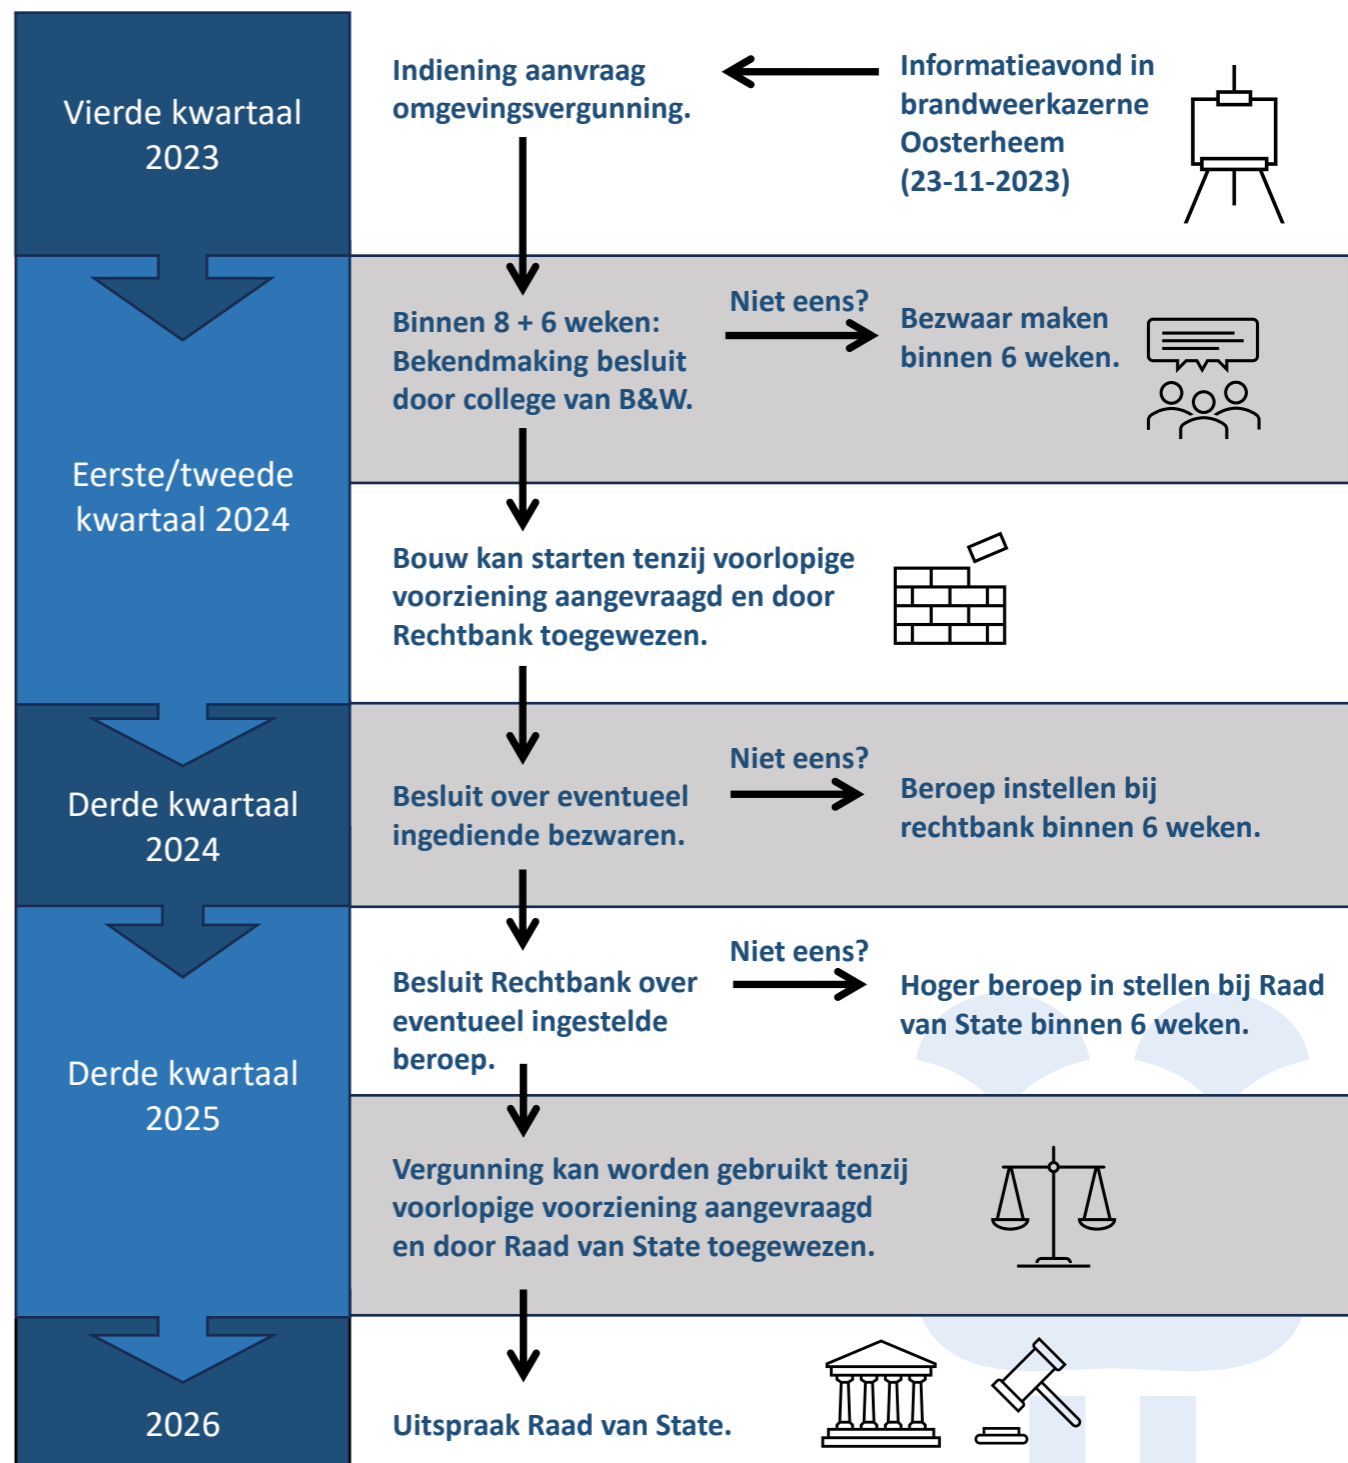 Vierde kwartaal
2023
Indiening aanvraag
omgevingsvergunning.
Informatieavond in
brandweerkazerne
Oosterheem
(23-11-2023)
Eerste/tweede
kwartaal 2024
Binnen 8 + 6 weken:
Bekendmaking besluit
door college van B&W.
Niet eens?
Bezwaar maken
binnen 6 weken.
Bouw kan starten tenzij voorlopige
voorziening aangevraagd en door
Rechtbank toegewezen.
Derde kwartaal
2024
Besluit over eventueel
ingediende bezwaren.
Niet eens?
Beroep instellen bij
rechtbank binnen 6 weken.
Derde kwartaal
2025
Besluit Rechtbank over
eventueel ingestelde
beroep.
Niet eens?
Hoger beroep in stellen bij Raad
van State binnen 6 weken.
Vergunning kan worden gebruikt tenzij
voorlopige voorziening aangevraagd
en door Raad van State toegewezen.
2026
Uitspraak Raad van State.